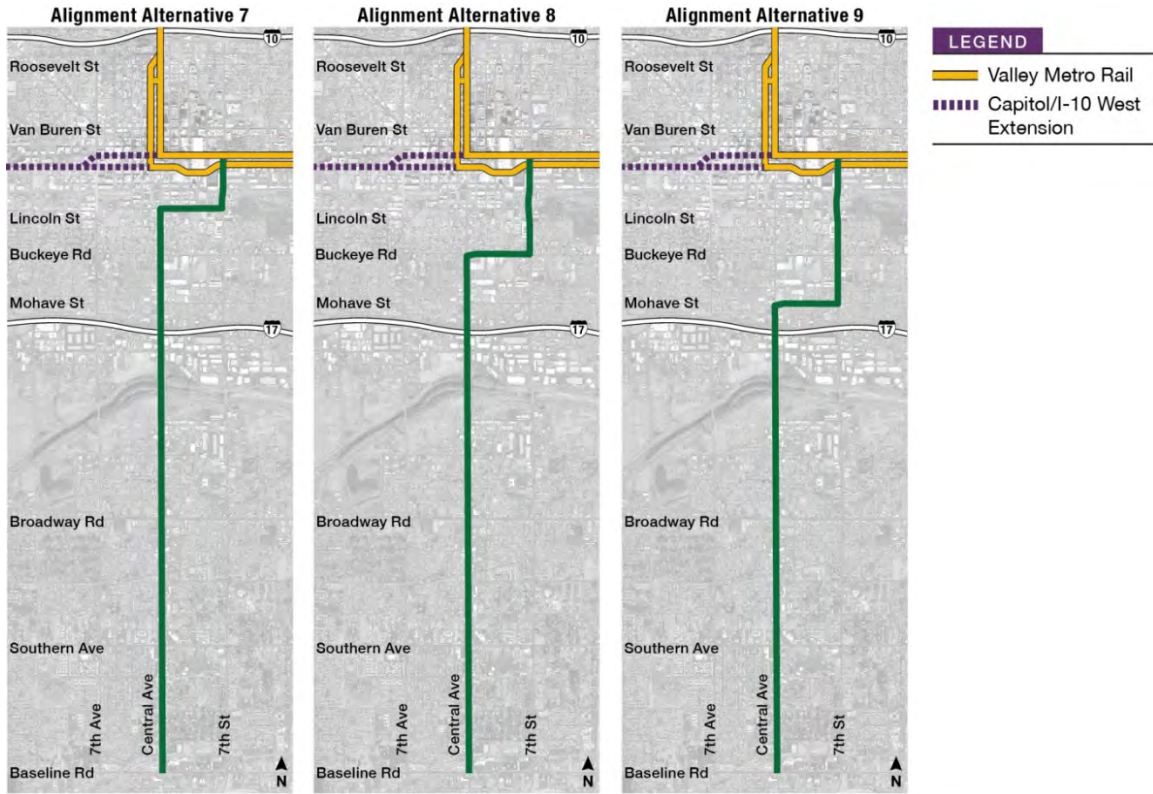 Alignment Alternative 7
10
Roosevelt St
Van Buren St
Lincoln St
Buckeye Rd
Mohave St
17
Broadway Rd
Southern Ave
7th Ave
Central Ave
7th St
Baseline Rd
N
Alignment Alternative 8
10
Roosevelt St
Van Buren St
Lincoln St
Buckeye Rd
Mohave St
17
Broadway Rd
Southern Ave
7th Ave
Central Ave
7th St
Baseline Rd
N
Alignment Alternative 9
10
Roosevelt St
Van Buren St
Lincoln St
Buckeye Rd
Mohave St
17
Broadway Rd
Southern Ave
7th Ave
Central Ave
7th St
Baseline Rd
N
LEGEND
Valley Metro Rail
Capitol/I-10 West
Extension